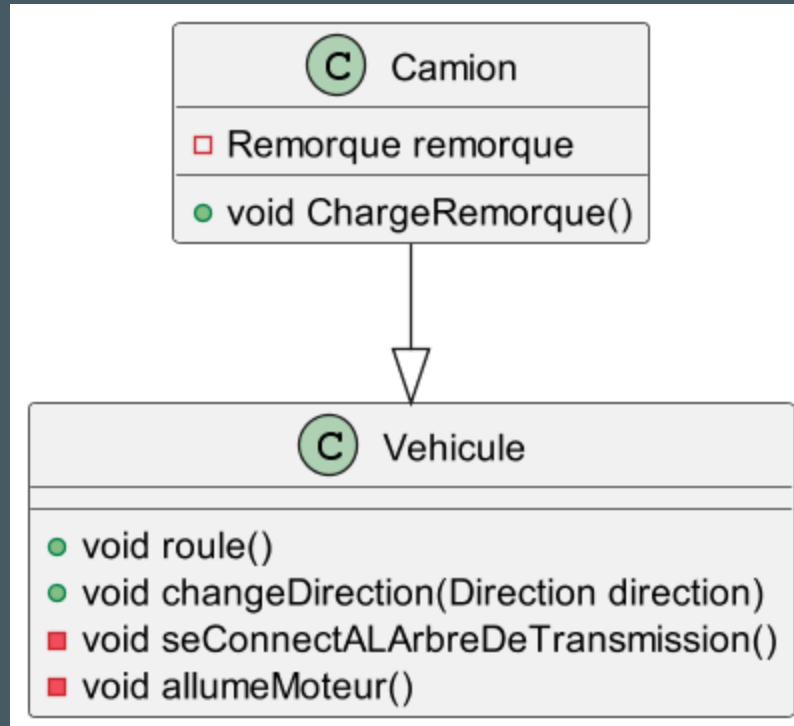 C Camion
Remorque remorque
void ChargeRemorque()
C Vehicule
void roule()
void changeDirection(Direction direction)
void seConnectALArbreDeTransmission()
void allumeMoteur()